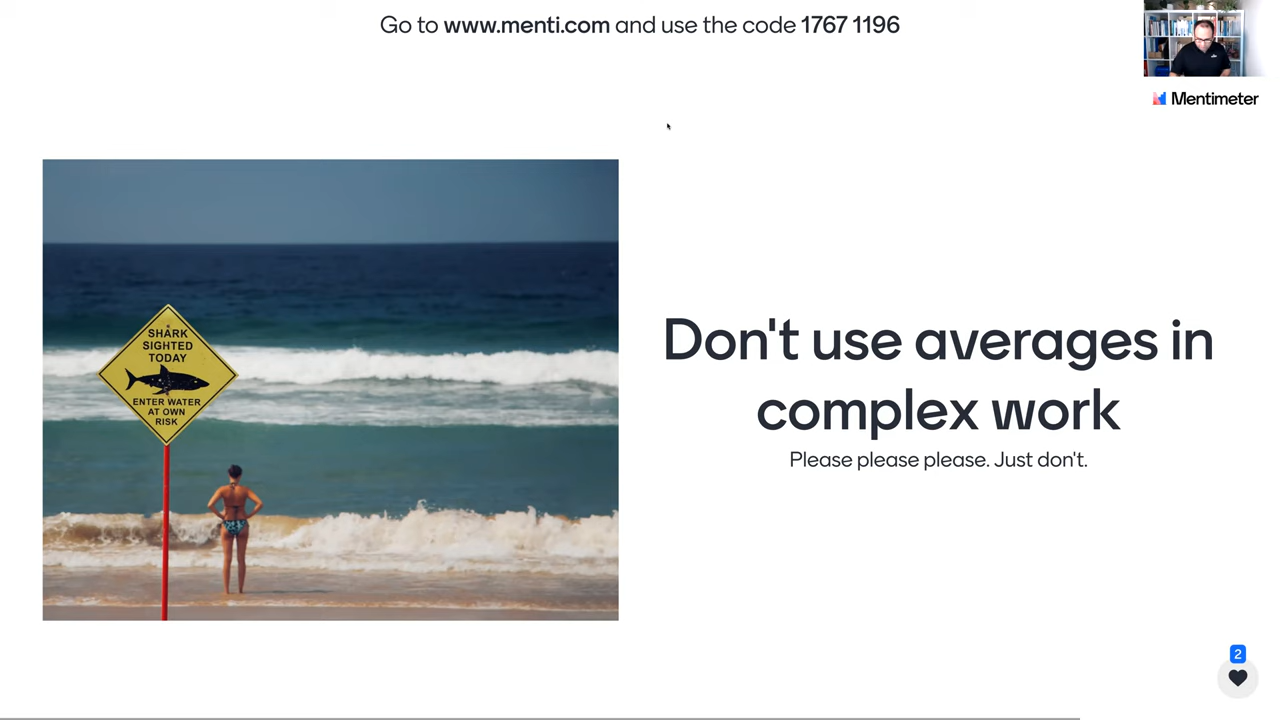 Go to www.menti.com and use the code 1767 1196
Mentimeter
SHARK
SIGHTED
TODAY
ENTER WATER
AT OWN
RISK
Don't use averages in
complex work
Please please please. Just don't.
2